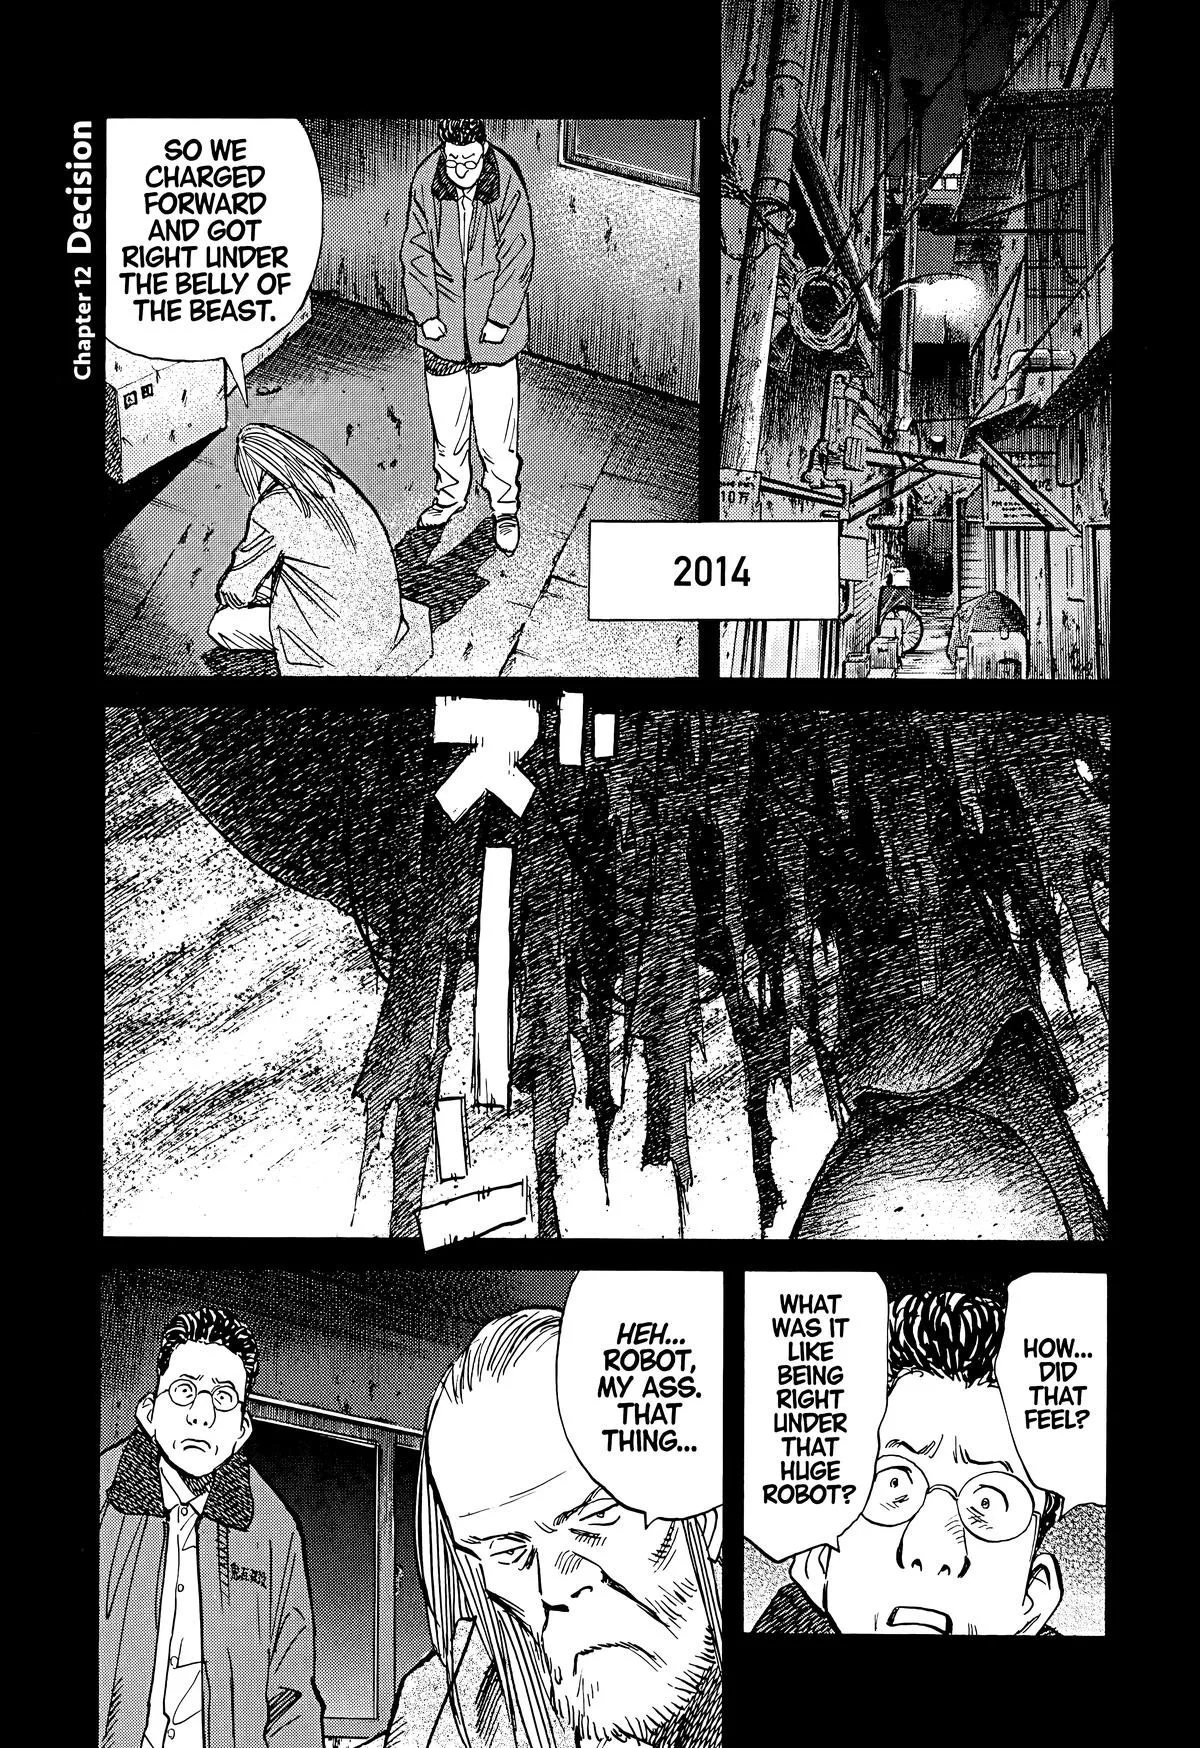 Chapter 12 Decision
2014
SO WE
CHARGED
FORWARD
AND GOT
RIGHT UNDER
THE BELLY OF
THE BEAST.
HOW...
DID
THAT
FEEL?
WHAT
WAS IT
LIKE
BEING
RIGHT
UNDER
THAT
HUGE
ROBOT?
HEH...
ROBOT,
MY ASS.
THAT
THING...